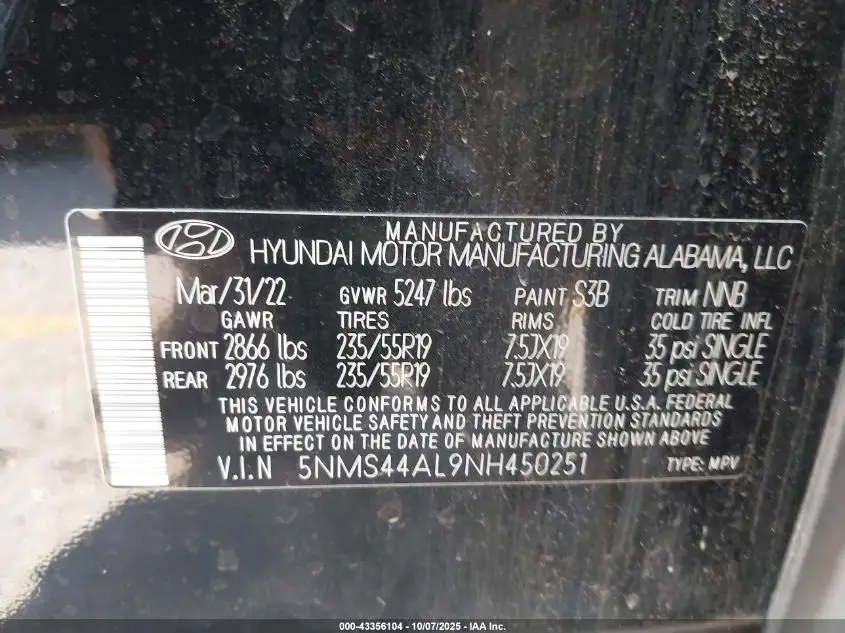 MANUFACTURED BY
HYUNDAI MOTOR MANUFACTURING ALABAMA, LLC
Mar/31/22 GVWR 5247 lbs PAINT S3B TRIM NNB
GAWR TIRES RIMS COLD TIRE INFL
FRONT 2866 lbs 235/55R19 7.5JX19 35 psi SINGLE
REAR 2976 lbs 235/55R19 7.5JX19 35 psi SINGLE
THIS VEHICLE CONFORMS TO ALL APPLICABLE U.S.A. FEDERAL
MOTOR VEHICLE SAFETY AND THEFT PREVENTION STANDARDS
IN EFFECT ON THE DATE OF MANUFACTURE SHOWN ABOVE
V.I.N 5NMS44AL9NH450251 TYPE: MPV
000-43356104 - 10/07/2025 - IAA Inc.